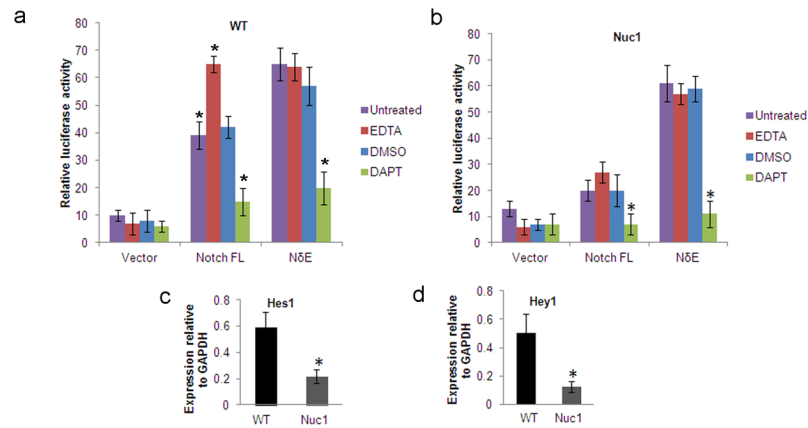 a
WT
Relative luciferase activity
80
70
60
50
40
30
20
10
0
*
*
*
*
Vector
Notch FL
NδE
Untreated
EDTA
DMSO
DAPT
b
Nuc1
Relative luciferase activity
80
70
60
50
40
30
20
10
0
*
*
Vector
Notch FL
NδE
Untreated
EDTA
DMSO
DAPT
c
Hes1
Expression relative
to GAPDH
0.8
0.6
0.4
0.2
0
*
WT
Nuc1
d
Hey1
Expression relative
to GAPDH
0.8
0.6
0.4
0.2
0
*
WT
Nuc1